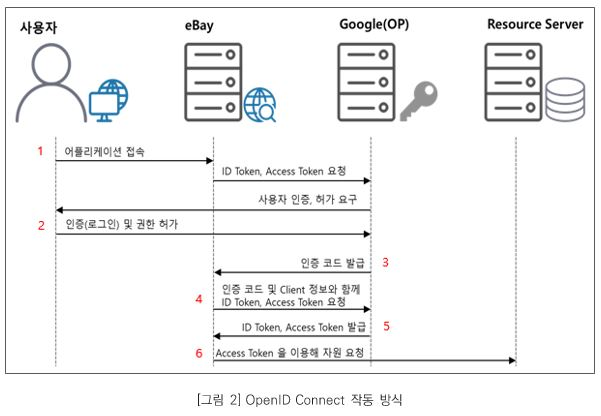 사용자 eBay Google(OP) Resource Server
1 어플리케이션 접속
ID Token, Access Token 요청
사용자 인증, 허가 요구
2 인증(로그인) 및 권한 허가
인증 코드 발급 3
4 인증 코드 및 Client 정보와 함께
ID Token, Access Token 요청
ID Token, Access Token 발급 5
6 Access Token 을 이용해 자원 요청
[그림 2] OpenID Connect 작동 방식